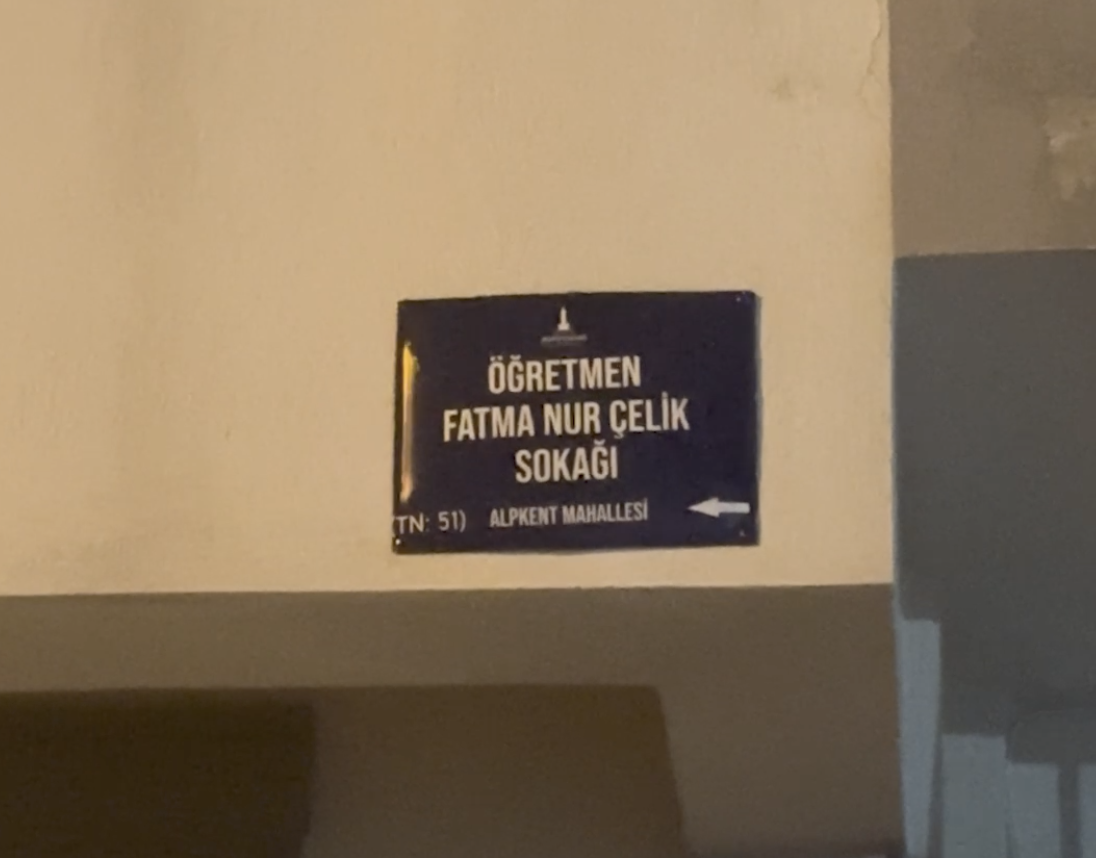 ÖĞRETMEN
FATMA NUR ÇELİK
SOKAĞI
(TN: 51) ALPKENT MAHALLESİ